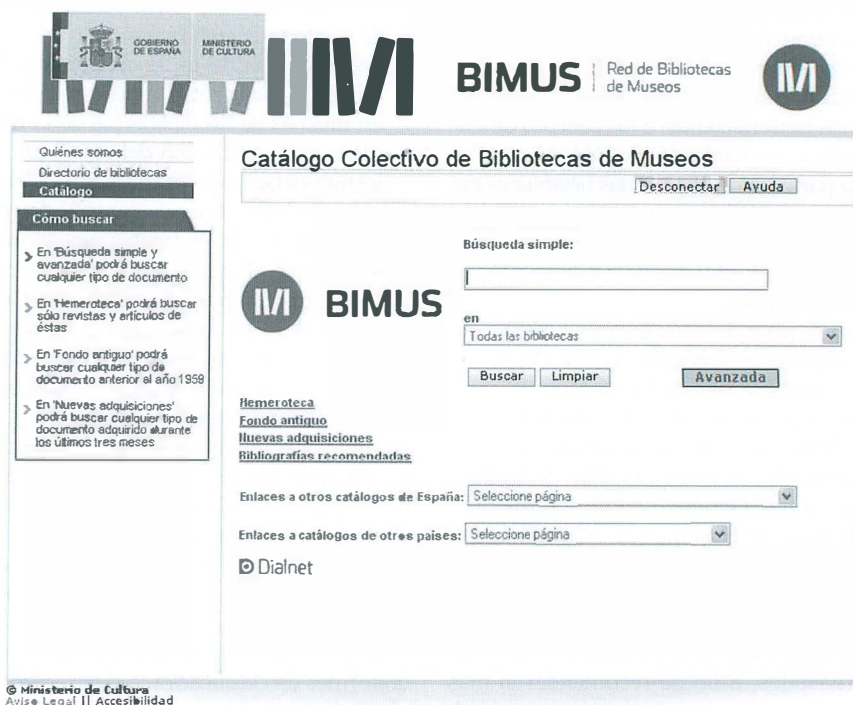 GOBIERNO
DE ESPAÑA
MINISTERIO
DE CULTURA
BIMUS
Red de Bibliotecas
de Museos
Quiénes somos
Directorio de bibliotecas
Catálogo
Cómo buscar
En 'Búsqueda simple y
avanzada' podrá buscar
cualquier tipo de documento
En 'Hemeroteca' podrá buscar
sólo revistas y artículos de
éstas
En 'Fondo antiguo' podrá
buscar cualquier tipo de
documento anterior al año 1959
En 'Nuevas adquisiciones'
podrá buscar cualquier tipo de
documento adquirido durante
los últimos tres meses
Catálogo Colectivo de Bibliotecas de Museos
Desconectar Ayuda
Búsqueda simple:
BIMUS
en
Todas las bibliotecas
Buscar Limpiar Avanzada
Hemeroteca
Fondo antiguo
Nuevas adquisiciones
Bibliografías recomendadas
Enlaces a otros catálogos de España: Seleccione página
Enlaces a catálogos de otros países: Seleccione página
Dialnet
© Ministerio de Cultura
Aviso Legal || Accesibilidad